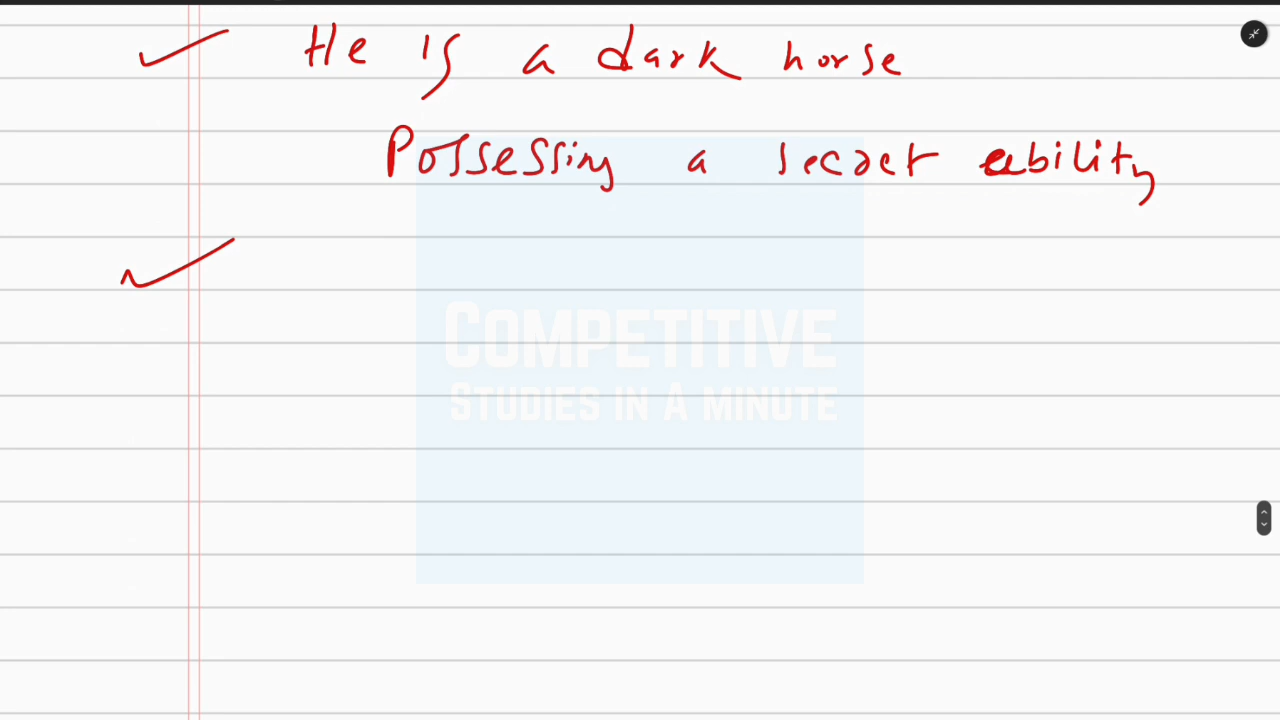 He is a dark horse
Possessing a secret ability
COMPETITIVE
STUDIES IN A MINUTE